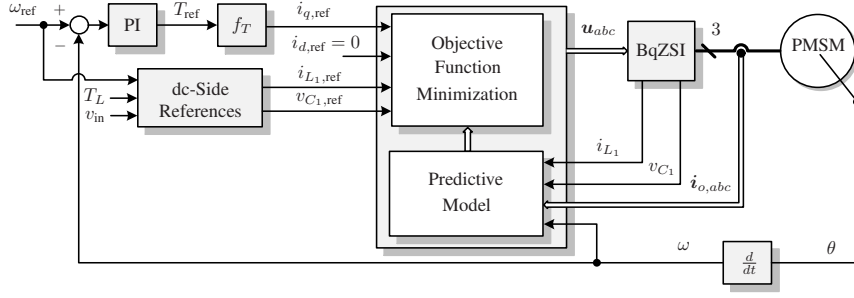 ω_ref
+
−
PI
T_ref
f_T
i_q,ref
i_d,ref = 0
Objective
Function
Minimization
u_abc
BqZSI
3
PMSM
T_L
v_in
dc-Side
References
i_L1,ref
v_C1,ref
Predictive
Model
i_L1
v_C1
i_o,abc
ω
d/dt
θ